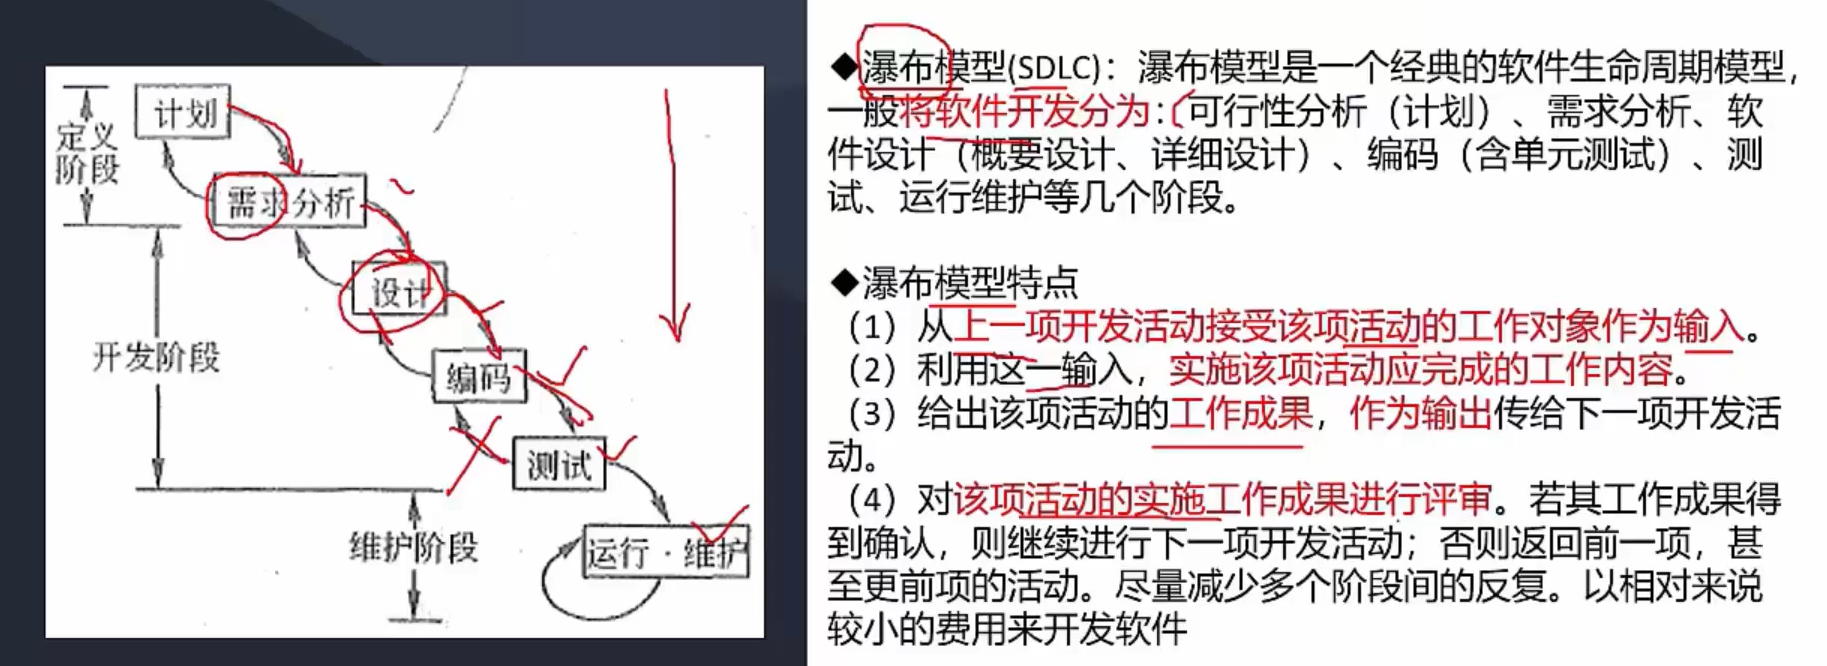 计划
定义
阶段
需求分析
设计
开发阶段
编码
测试
维护阶段
运行·维护
◆瀑布模型(SDLC)：瀑布模型是一个经典的软件生命周期模型，
一般将软件开发分为：可行性分析（计划）、需求分析、软
件设计（概要设计、详细设计）、编码（含单元测试）、测
试、运行维护等几个阶段。
◆瀑布模型特点
（1）从上一项开发活动接受该项活动的工作对象作为输入。
（2）利用这一输入，实施该项活动应完成的工作内容。
（3）给出该项活动的工作成果，作为输出传给下一项开发活
动。
（4）对该项活动的实施工作成果进行评审。若其工作成果得
到确认，则继续进行下一项开发活动；否则返回前一项，甚
至更前项的活动。尽量减少多个阶段间的反复。以相对来说
较小的费用来开发软件